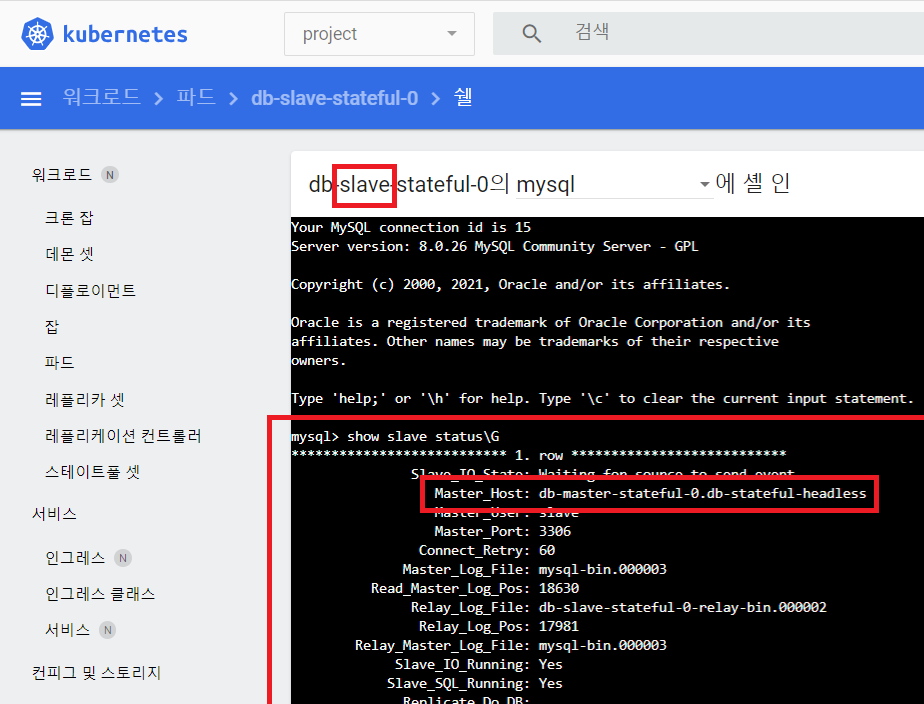 kubernetes
project
검색
워크로드 > 파드 > db-slave-stateful-0 > 쉘
워크로드 N
크론 잡
데몬 셋
디플로이먼트
잡
파드
레플리카 셋
레플리케이션 컨트롤러
스테이트풀 셋
서비스
인그레스 N
인그레스 클래스
서비스 N
컨피그 및 스토리지
db-slave-stateful-0의 mysql 에 셸 인
Your MySQL connection id is 15
Server version: 8.0.26 MySQL Community Server - GPL
Copyright (c) 2000, 2021, Oracle and/or its affiliates.
Oracle is a registered trademark of Oracle Corporation and/or its
affiliates. Other names may be trademarks of their respective
owners.
Type 'help;' or '\h' for help. Type '\c' to clear the current input statement.
mysql> show slave status\G
*************************** 1. row ***************************
Slave_IO_State: Waiting for source to send event
Master_Host: db-master-stateful-0.db-stateful-headless
Master_User: slave
Master_Port: 3306
Connect_Retry: 60
Master_Log_File: mysql-bin.000003
Read_Master_Log_Pos: 18630
Relay_Log_File: db-slave-stateful-0-relay-bin.000002
Relay_Log_Pos: 17981
Relay_Master_Log_File: mysql-bin.000003
Slave_IO_Running: Yes
Slave_SQL_Running: Yes
Replicate_Do_DB: